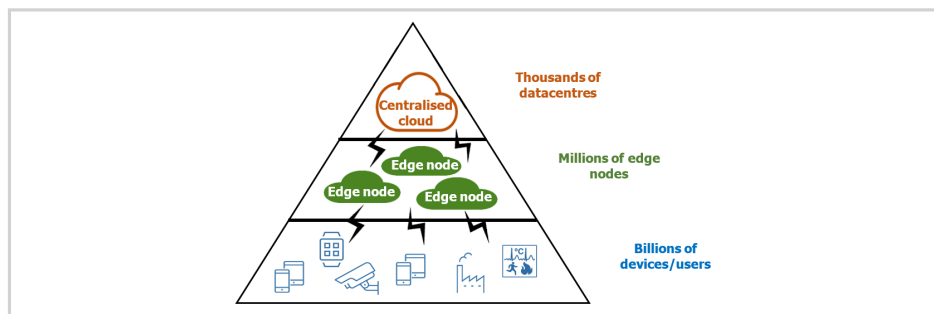 Thousands of
datacentres
Centralised
cloud
Millions of edge
nodes
Edge node
Edge node
Edge node
Billions of
devices/users
°C